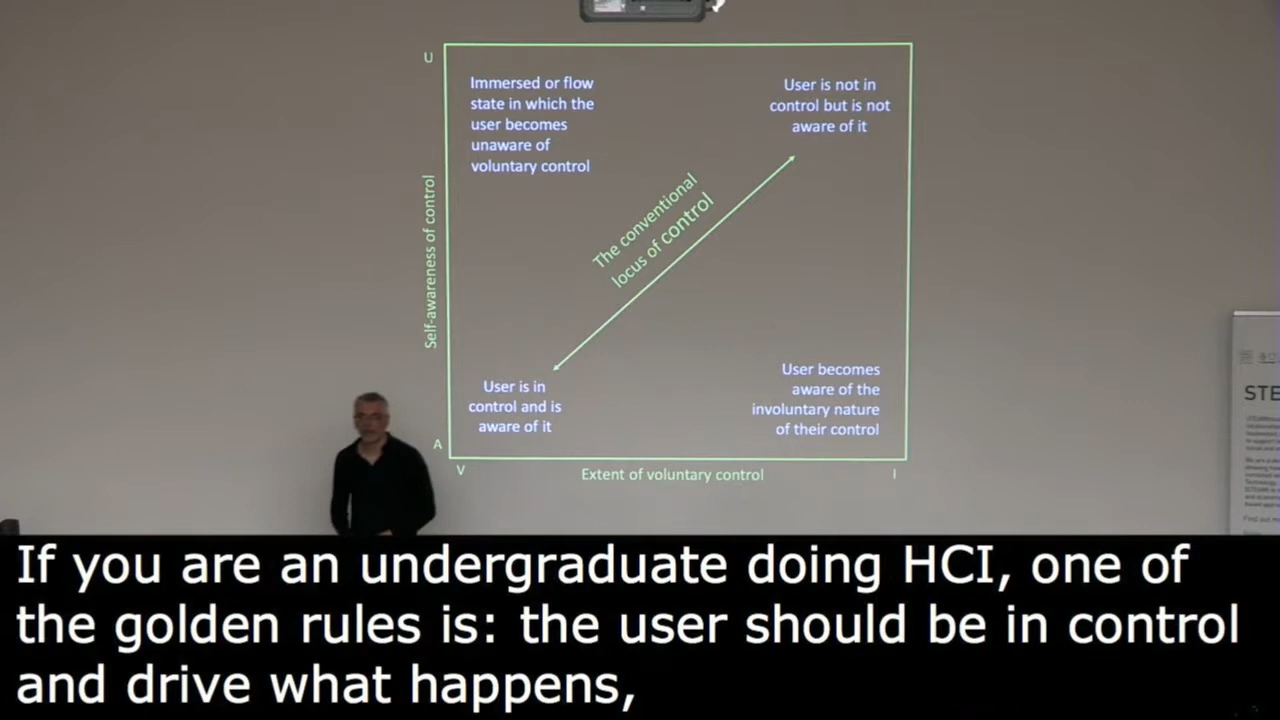 U
Immersed or flow
state in which the
user becomes
unaware of
voluntary control
User is not in
control but is not
aware of it
The conventional
locus of control
Self-awareness of control
User is in
control and is
aware of it
User becomes
aware of the
involuntary nature
of their control
A
V
Extent of voluntary control
I
STE
Find out
If you are an undergraduate doing HCI, one of
the golden rules is: the user should be in control
and drive what happens,